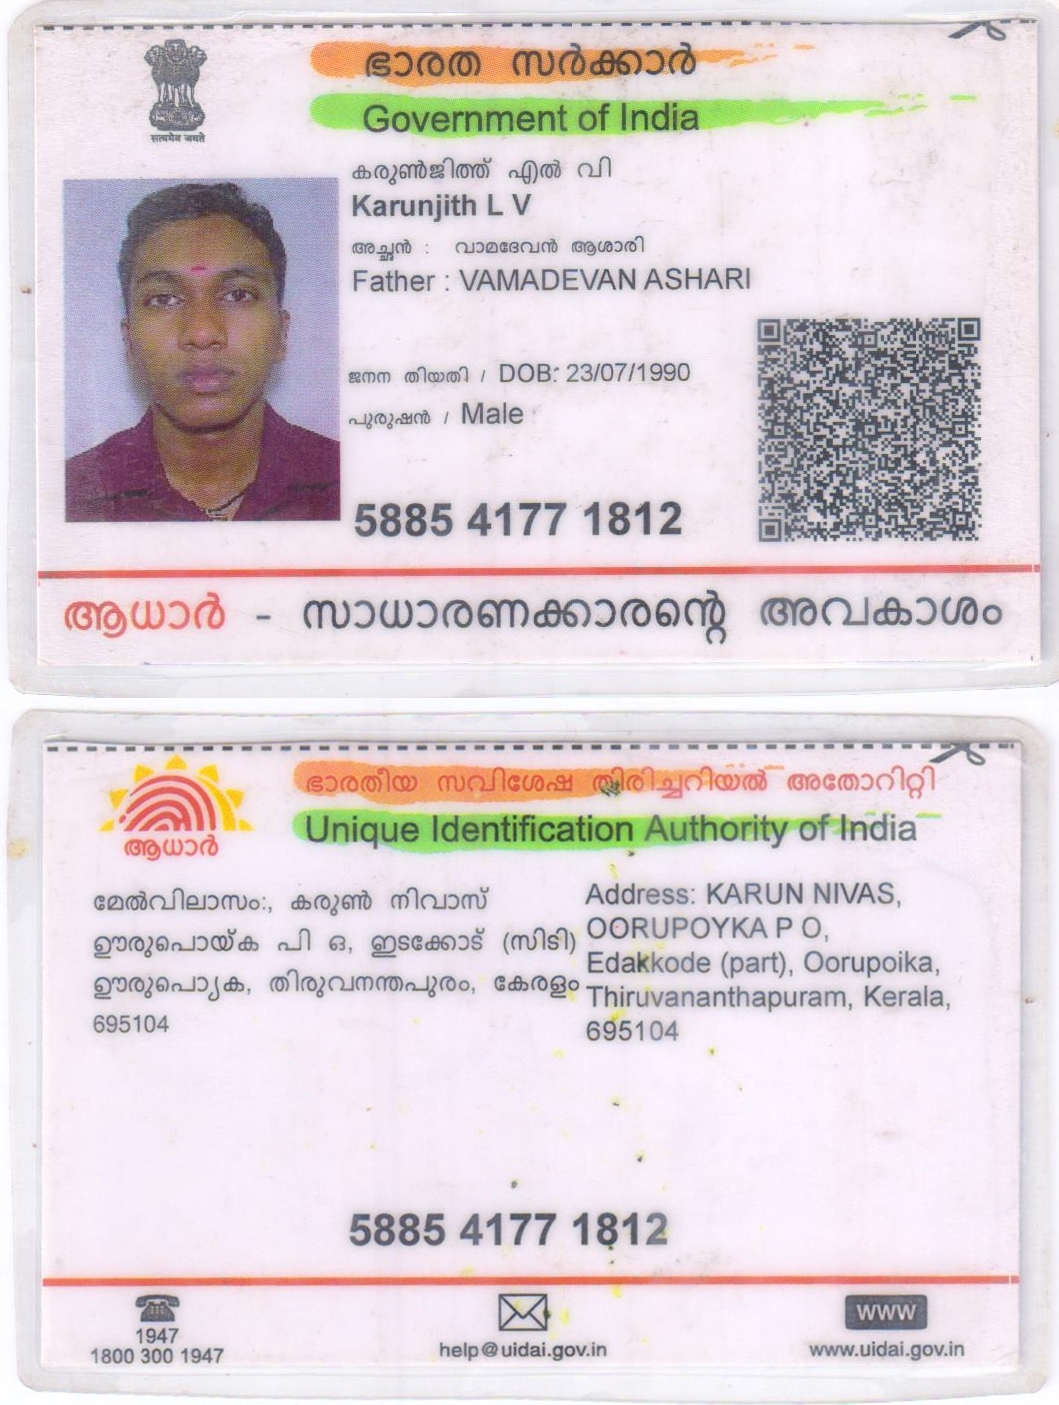 ഭാരത സർക്കാർ
Government of India
सत्यमेव जयते
കരുൺജിത്ത് എൽ വി
Karunjith L V
അച്ഛൻ : വാമദേവൻ ആശാരി
Father : VAMADEVAN ASHARI
ജനന തിയതി / DOB: 23/07/1990
പുരുഷൻ / Male
5885 4177 1812
ആധാർ - സാധാരണക്കാരന്റെ അവകാശം
ഭാരതീയ സവിശേഷ തിരിച്ചറിയൽ അതോറിറ്റി
Unique Identification Authority of India
ആധാർ
മേൽവിലാസം:, കരുൺ നിവാസ്
ഊരുപൊയ്ക പി ഒ, ഇടക്കോട് (സിടി)
ഊരുപൊ്യക, തിരുവനന്തപുരം, കേരളം
695104
Address: KARUN NIVAS,
OORUPOYKA P O,
Edakkode (part), Oorupoika,
Thiruvananthapuram, Kerala,
695104
5885 4177 1812
1947
1800 300 1947
help@uidai.gov.in
www
www.uidai.gov.in